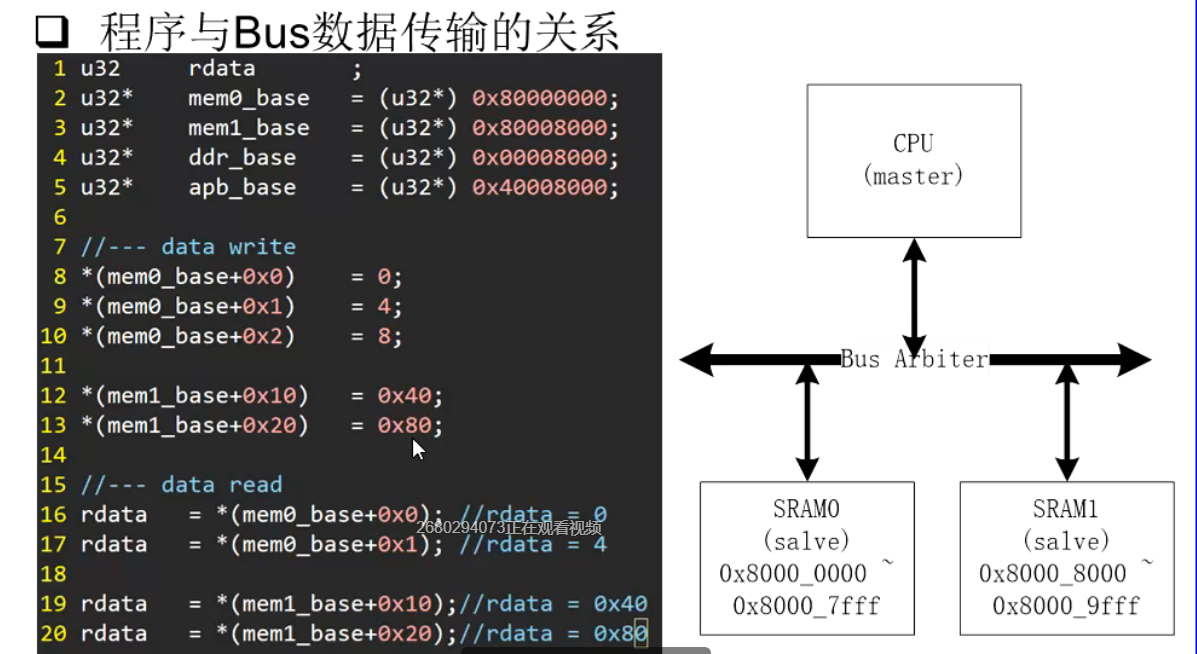 程序与Bus数据传输的关系
1 u32 rdata ;
2 u32* mem0_base = (u32*) 0x80000000;
3 u32* mem1_base = (u32*) 0x80008000;
4 u32* ddr_base = (u32*) 0x00008000;
5 u32* apb_base = (u32*) 0x40008000;
6
7 //--- data write
8 *(mem0_base+0x0) = 0;
9 *(mem0_base+0x1) = 4;
10 *(mem0_base+0x2) = 8;
11
12 *(mem1_base+0x10) = 0x40;
13 *(mem1_base+0x20) = 0x80;
14
15 //--- data read
16 rdata = *(mem0_base+0x0); //rdata = 0
2680294073正在观看视频
17 rdata = *(mem0_base+0x1); //rdata = 4
18
19 rdata = *(mem1_base+0x10);//rdata = 0x40
20 rdata = *(mem1_base+0x20);//rdata = 0x80
CPU
(master)
Bus Arbiter
SRAM0
(salve)
0x8000_0000 ~
0x8000_7fff
SRAM1
(salve)
0x8000_8000 ~
0x8000_9fff